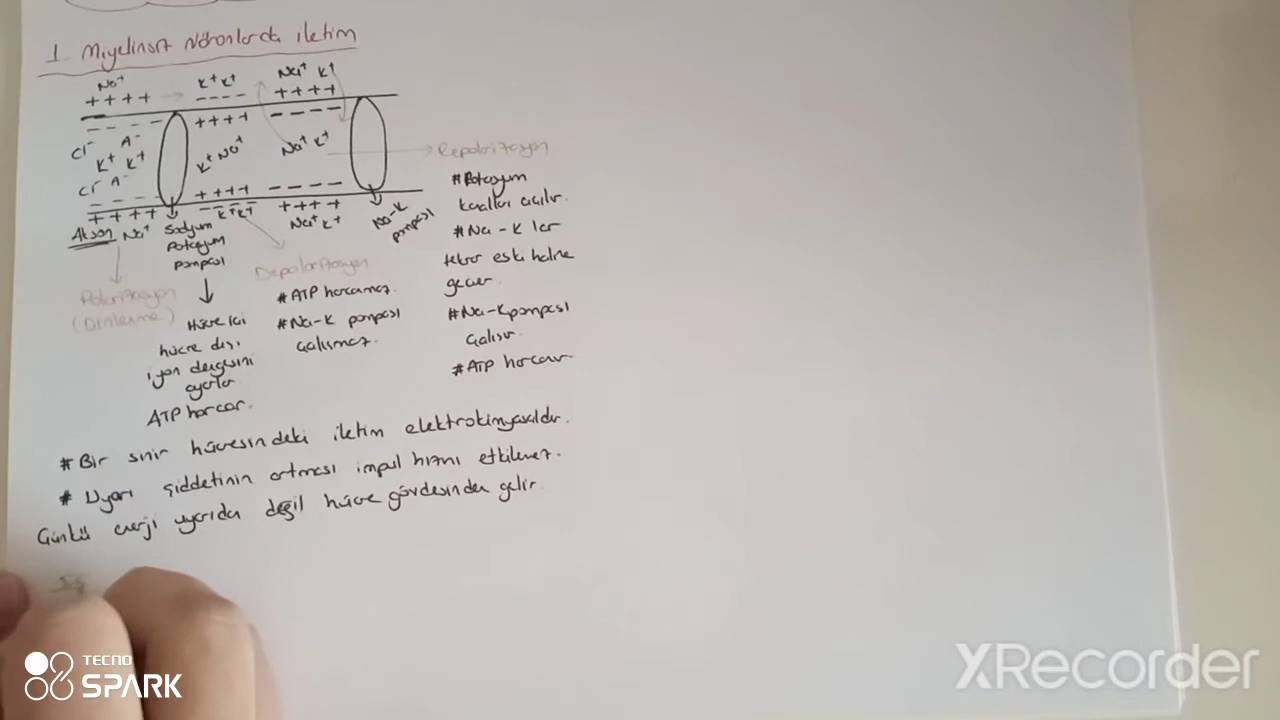 1. Miyelinsiz Nöronlarda iletim
Na⁺ K⁺ K⁺ Na⁺ K⁺
++++ ---- ++++
---- ++++ ----
Cl⁻ A⁻
K⁺ K⁺ K⁺ Na⁺ Na⁺ K⁺
Cl⁻ A⁻
---- ++++ ----
++++ ---- ++++
Akson Na⁺ K⁺K⁺ Na⁺ K⁺
Sodyum
Potasyum
pompası
Na-K
pompası
Polarizasyon
(Dinlenme)
Hücre içi
hücre dışı
iyon dengesini
ayarlar
ATP harcar.
Depolarizasyon
#ATP harcamaz.
#Na-K pompası
çalışmaz.
Repolarizasyon
#Potasyum
kanalları açılır.
#Na-K lar
tekrar eski haline
geçer.
#Na-K pompası
çalışır.
#ATP harcanır.
#Bir sinir hücresindeki iletim elektrokimyasaldır.
# Uyarı şiddetinin artması impul hızını etkilemez.
Çünkü enerji uyarıdan değil hücre gövdesinden gelir.
TECNO
SPARK
XRecorder